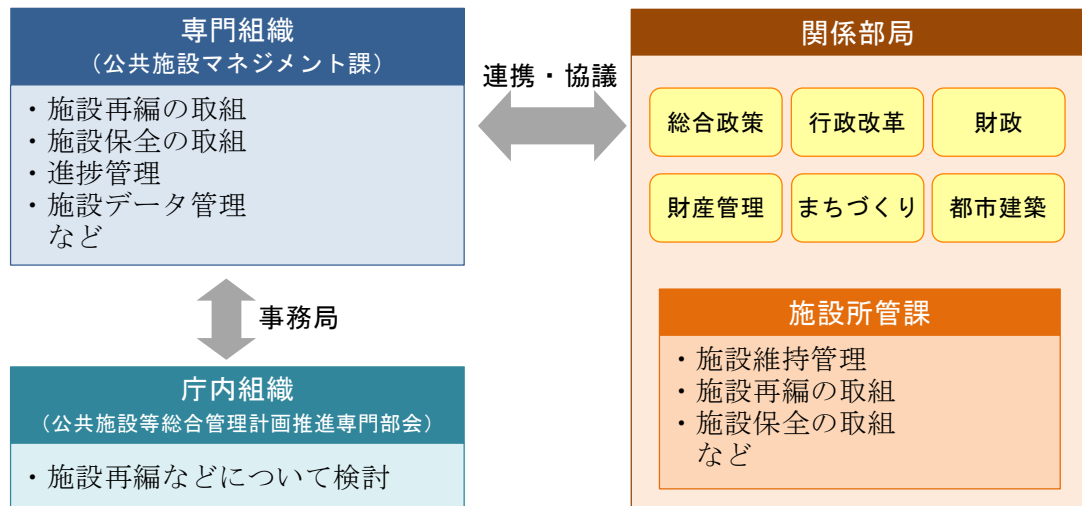 専門組織
（公共施設マネジメント課）
・施設再編の取組
・施設保全の取組
・進捗管理
・施設データ管理
など
連携・協議
関係部局
総合政策
行政改革
財政
財産管理
まちづくり
都市建築
施設所管課
・施設維持管理
・施設再編の取組
・施設保全の取組
など
事務局
庁内組織
（公共施設等総合管理計画推進専門部会）
・施設再編などについて検討